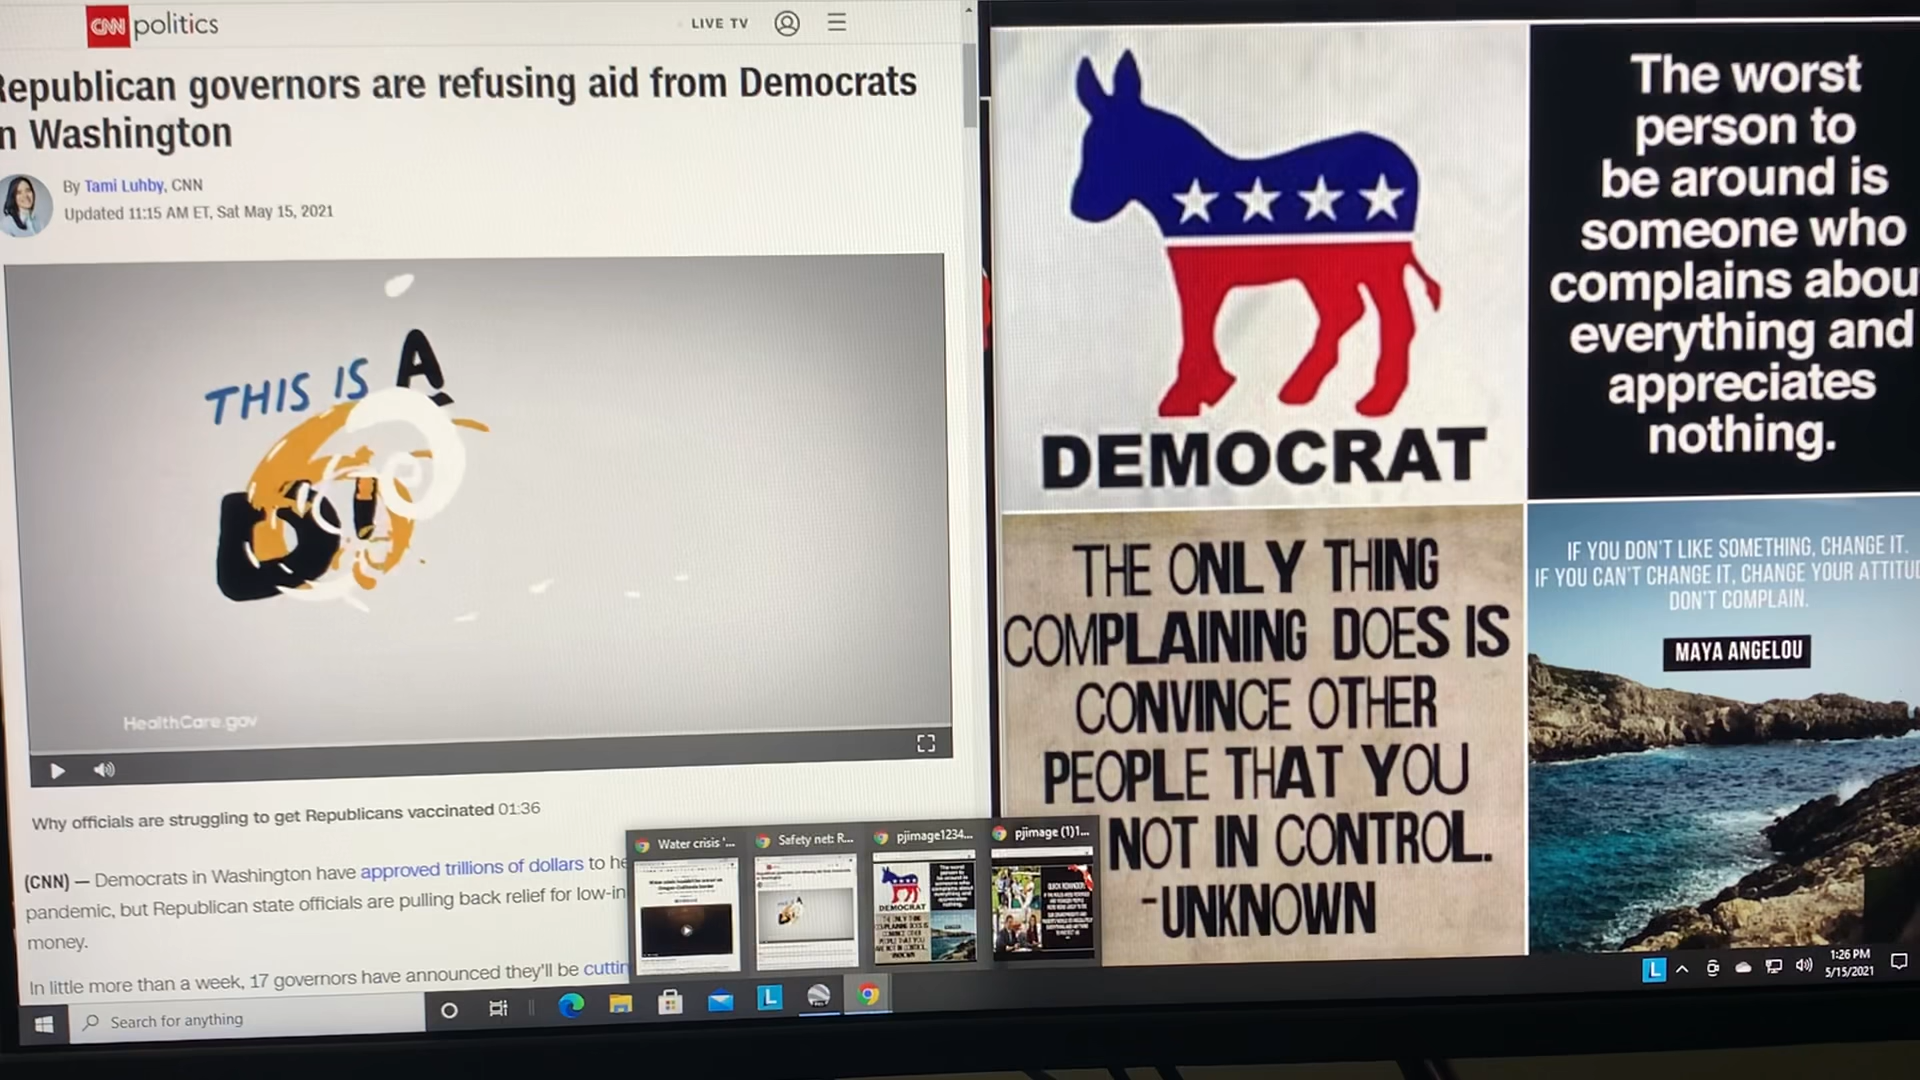 CNN politics
LIVE TV
Republican governors are refusing aid from Democrats
in Washington
By Tami Luhby, CNN
Updated 11:15 AM ET, Sat May 15, 2021
THIS IS A
HealthCare.gov
Why officials are struggling to get Republicans vaccinated 01:36
(CNN) — Democrats in Washington have approved trillions of dollars to he
pandemic, but Republican state officials are pulling back relief for low-in
money.
In little more than a week, 17 governors have announced they'll be cuttin
DEMOCRAT
The worst
person to
be around is
someone who
complains abou
everything and
appreciates
nothing.
THE ONLY THING
COMPLAINING DOES IS
CONVINCE OTHER
PEOPLE THAT YOU
NOT IN CONTROL.
-UNKNOWN
IF YOU DON'T LIKE SOMETHING, CHANGE IT.
IF YOU CAN'T CHANGE IT, CHANGE YOUR ATTITUD
DON'T COMPLAIN.
MAYA ANGELOU
Water crisis '...
Safety net: R...
pjimage1234...
pjimage (1)1...
DEMOCRAT
QUICK REMINDER:
Search for anything
L
L
1:26 PM
5/15/2021